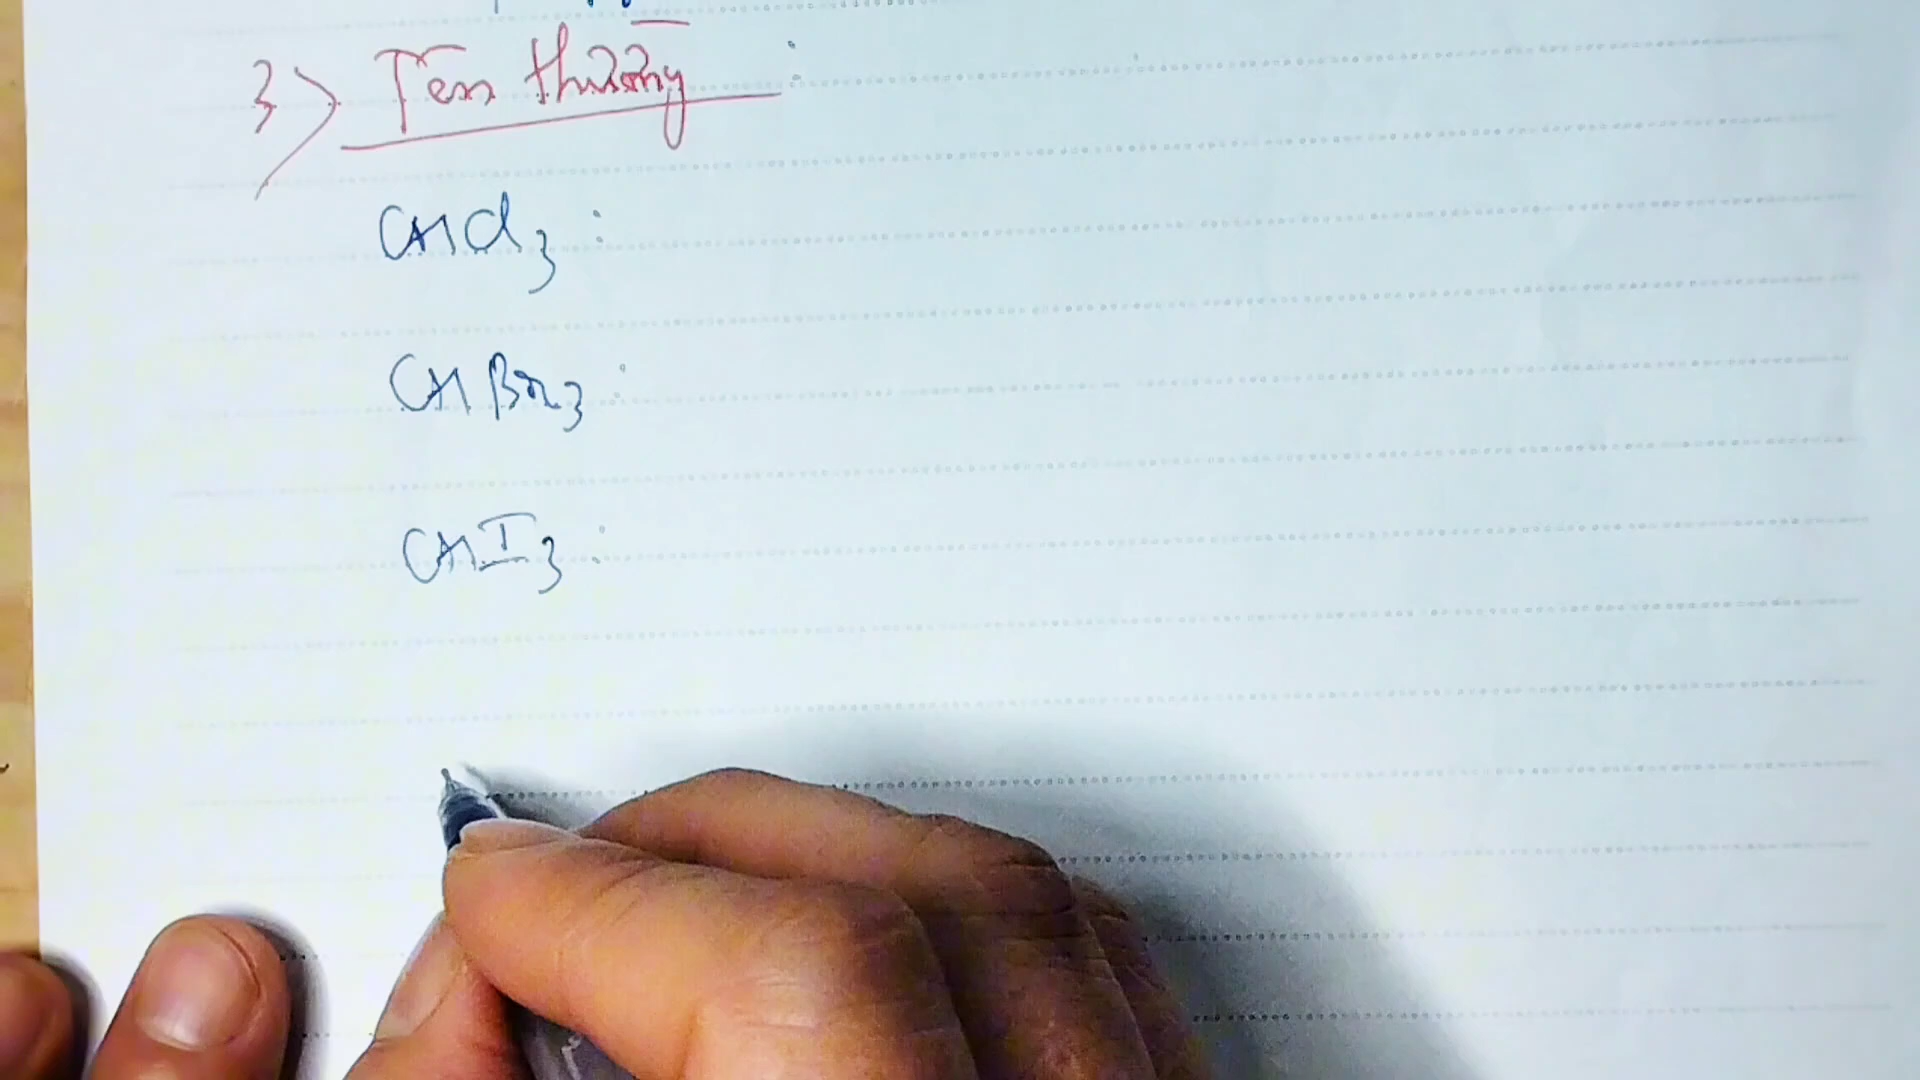 3) Tên thường :
CHCl3 :
CHBr3 :
CHI3 :